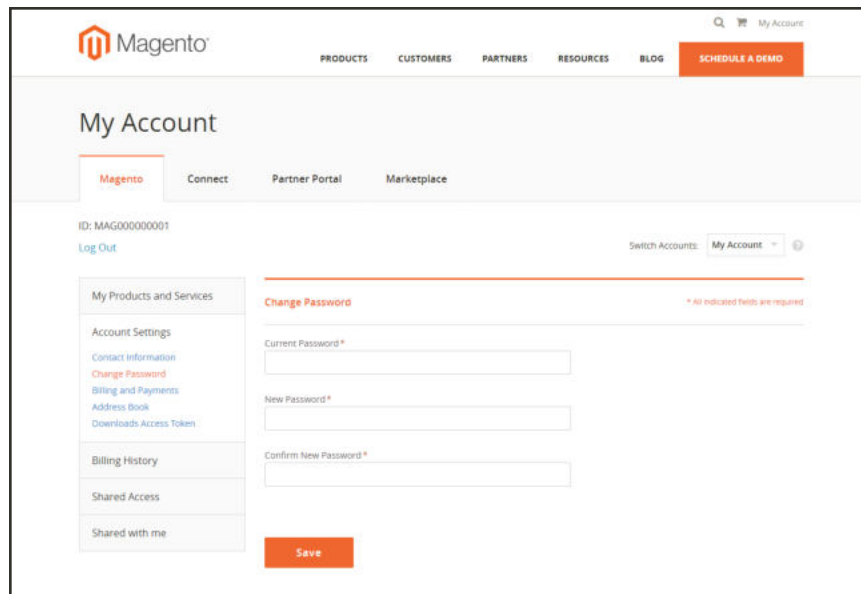 My Account
Magento
PRODUCTS CUSTOMERS PARTNERS RESOURCES BLOG SCHEDULE A DEMO
My Account
Magento Connect Partner Portal Marketplace
ID: MAG000000001
Log Out
Switch Accounts: My Account
My Products and Services
Account Settings
Contact Information
Change Password
Billing and Payments
Address Book
Downloads Access Token
Billing History
Shared Access
Shared with me
Change Password
* All indicated fields are required
Current Password*
New Password*
Confirm New Password*
Save